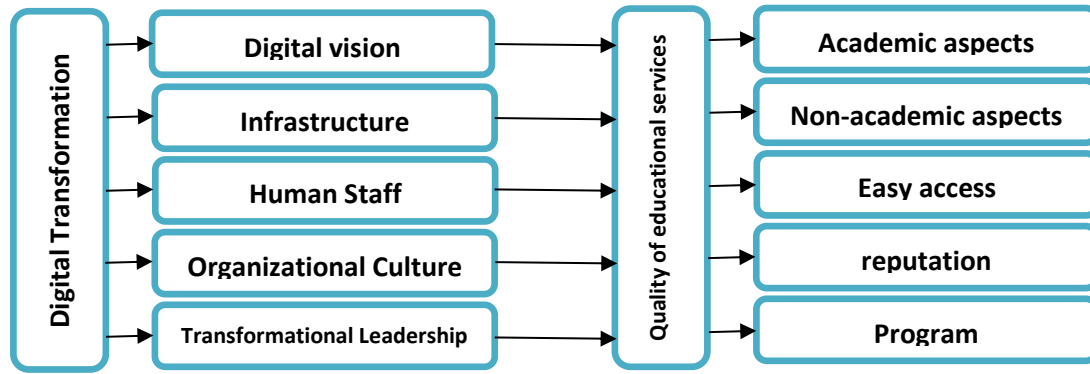 Digital Transformation
Digital vision
Infrastructure
Human Staff
Organizational Culture
Transformational Leadership
Quality of educational services
Academic aspects
Non-academic aspects
Easy access
reputation
Program